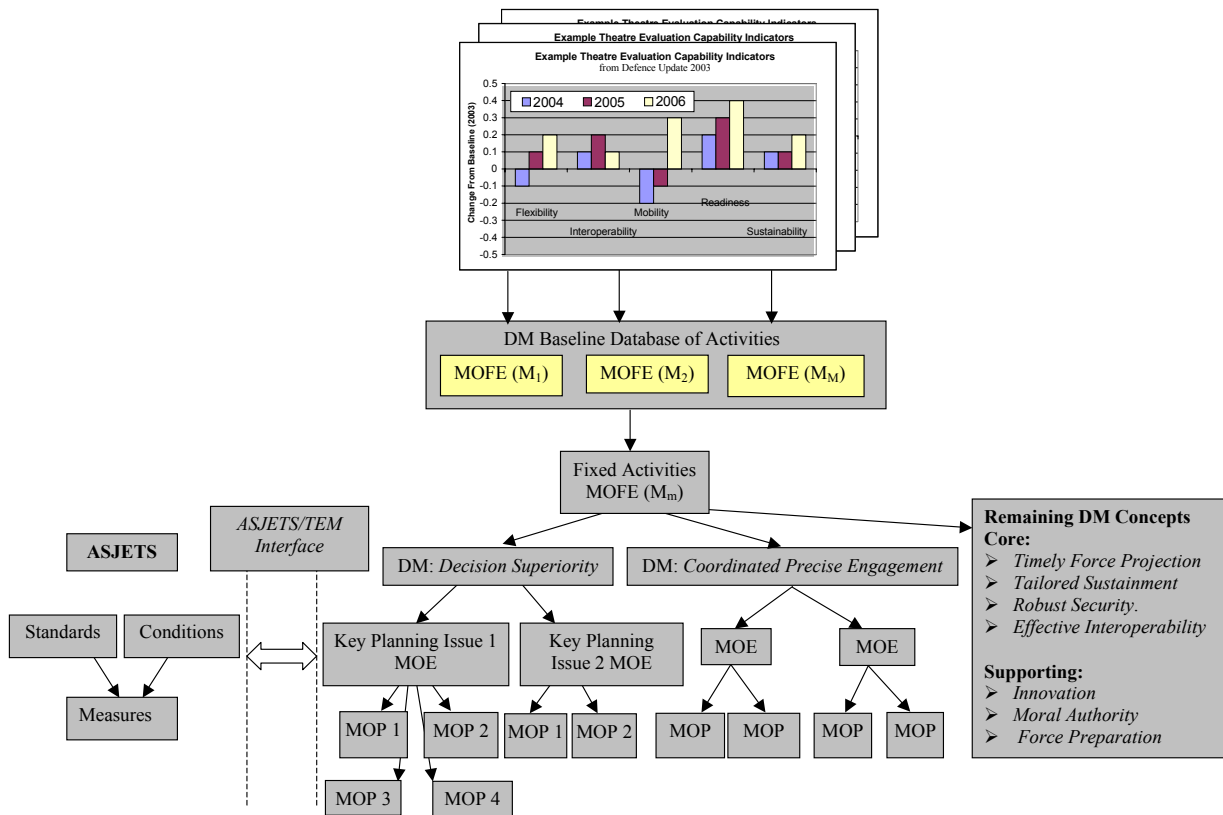 Example Theatre Evaluation Capability Indicators
Example Theatre Evaluation Capability Indicators
Example Theatre Evaluation Capability Indicators
from Defence Update 2003
Change From Baseline (2003)
0.5
0.4
0.3
0.2
0.1
0
-0.1
-0.2
-0.3
-0.4
-0.5
2004 2005 2006
Flexibility
Interoperability
Mobility
Readiness
Sustainability
DM Baseline Database of Activities
MOFE (M1) MOFE (M2) MOFE (MM)
Fixed Activities
MOFE (Mm)
ASJETS
ASJETS/TEM
Interface
Standards
Conditions
Measures
DM: Decision Superiority
DM: Coordinated Precise Engagement
Key Planning Issue 1
MOE
Key Planning
Issue 2 MOE
MOE
MOE
MOP 1
MOP 2
MOP 1
MOP 2
MOP
MOP
MOP
MOP
MOP 3
MOP 4
Remaining DM Concepts
Core:
➢ Timely Force Projection
➢ Tailored Sustainment
➢ Robust Security.
➢ Effective Interoperability
Supporting:
➢ Innovation
➢ Moral Authority
➢ Force Preparation